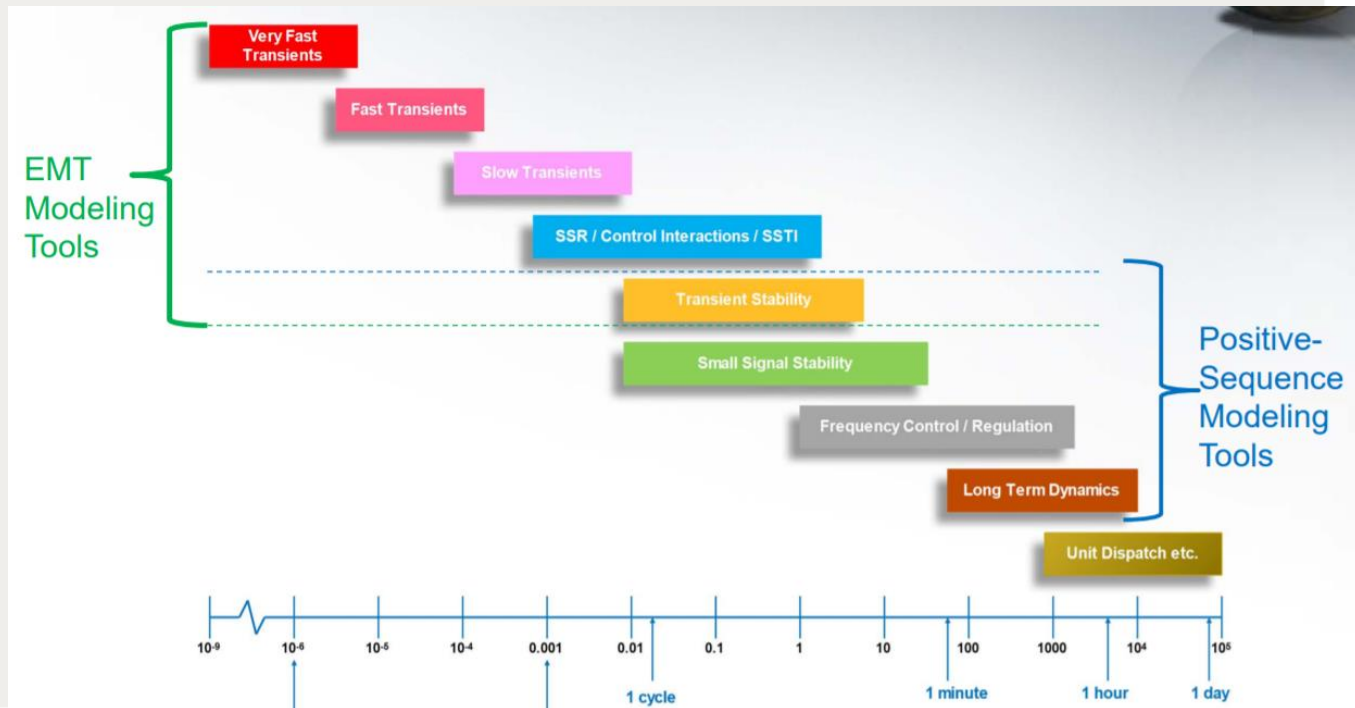 Very Fast
Transients
Fast Transients
EMT
Modeling
Tools
Slow Transients
SSR / Control Interactions / SSTI
Transient Stability
Small Signal Stability
Positive-
Sequence
Modeling
Tools
Frequency Control / Regulation
Long Term Dynamics
Unit Dispatch etc.
10⁻⁹ 10⁻⁶ 10⁻⁵ 10⁻⁴ 0.001 0.01 0.1 1 10 100 1000 10⁴ 10⁵
1 cycle 1 minute 1 hour 1 day